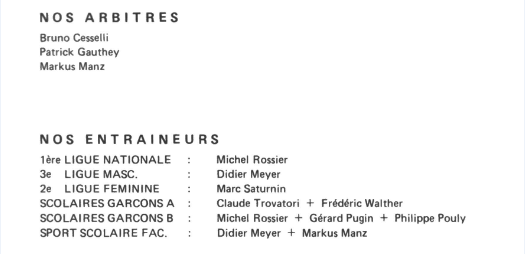 NOS ARBITRES
Bruno Cesselli
Patrick Gauthey
Markus Manz
NOS ENTRAINEURS
1ère LIGUE NATIONALE : Michel Rossier
3e LIGUE MASC. : Didier Meyer
2e LIGUE FEMININE : Marc Saturnin
SCOLAIRES GARCONS A : Claude Trovatori + Frédéric Walther
SCOLAIRES GARCONS B : Michel Rossier + Gérard Pugin + Philippe Pouly
SPORT SCOLAIRE FAC. : Didier Meyer + Markus Manz